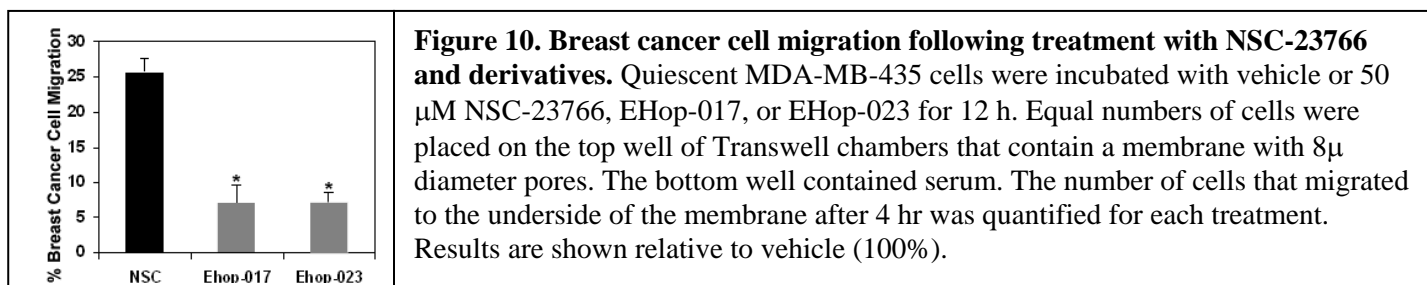 % Breast Cancer Cell Migration
30
25
20
15
10
5
0
*
*
NSC
Ehop-017
Ehop-023
Figure 10. Breast cancer cell migration following treatment with NSC-23766
and derivatives. Quiescent MDA-MB-435 cells were incubated with vehicle or 50
μM NSC-23766, EHop-017, or EHop-023 for 12 h. Equal numbers of cells were
placed on the top well of Transwell chambers that contain a membrane with 8μ
diameter pores. The bottom well contained serum. The number of cells that migrated
to the underside of the membrane after 4 hr was quantified for each treatment.
Results are shown relative to vehicle (100%).